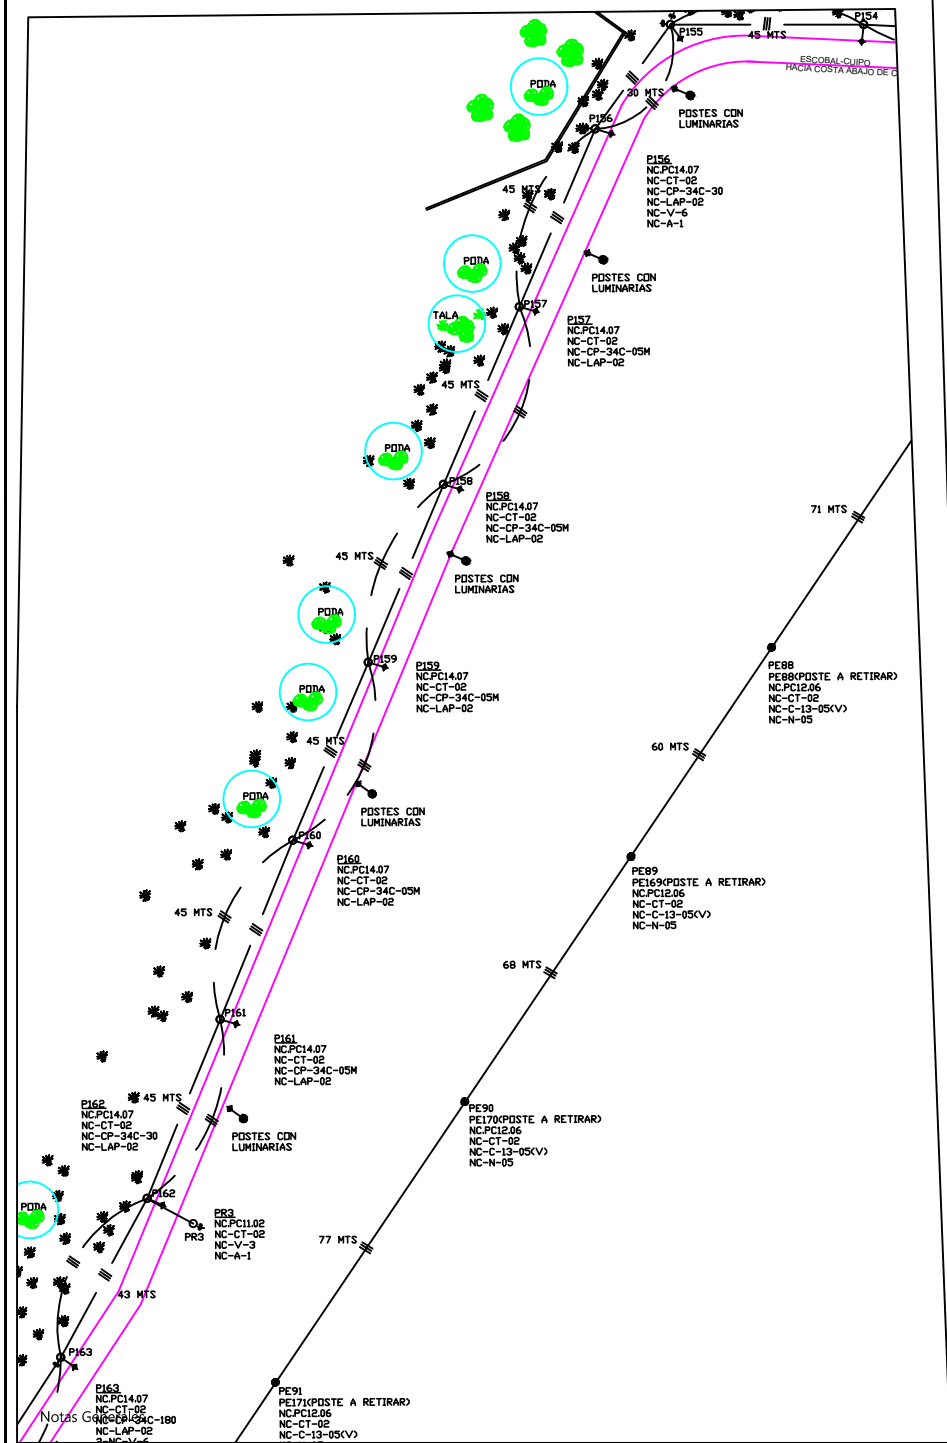 P154
P155
45 MTS
ESCOBAL-CUIPO
HACIA COSTA ABAJO DE C
PODA
30 MTS
POSTES CON
LUMINARIAS
P156
P156
NC.PC14.07
NC-CT-02
NC-CP-34C-30
NC-LAP-02
NC-V-6
NC-A-1
45 MTS
PODA
POSTES CON
LUMINARIAS
P157
TALA
P157
NC.PC14.07
NC-CT-02
NC-CP-34C-05M
NC-LAP-02
45 MTS
PODA
P158
P158
NC.PC14.07
NC-CT-02
NC-CP-34C-05M
NC-LAP-02
71 MTS
45 MTS
POSTES CON
LUMINARIAS
PODA
P159
P159
NC.PC14.07
NC-CT-02
NC-CP-34C-05M
NC-LAP-02
PE88
PE88(POSTE A RETIRAR)
NC.PC12.06
NC-CT-02
NC-C-13-05(V)
NC-N-05
PODA
45 MTS
60 MTS
PODA
POSTES CON
LUMINARIAS
P160
P160
NC.PC14.07
NC-CT-02
NC-CP-34C-05M
NC-LAP-02
PE89
PE169(POSTE A RETIRAR)
NC.PC12.06
NC-CT-02
NC-C-13-05(V)
NC-N-05
45 MTS
68 MTS
P161
P161
NC.PC14.07
NC-CT-02
NC-CP-34C-05M
NC-LAP-02
45 MTS
P162
NC.PC14.07
NC-CT-02
NC-CP-34C-30
NC-LAP-02
POSTES CON
LUMINARIAS
PE90
PE170(POSTE A RETIRAR)
NC.PC12.06
NC-CT-02
NC-C-13-05(V)
NC-N-05
P162
PODA
PR3
PR3
NC.PC11.02
NC-CT-02
NC-V-3
NC-A-1
77 MTS
43 MTS
P163
P163
NC.PC14.07
NC-CT-02
NC-CP-34C-180
NC-LAP-02
2-NC-V-6
Notas Generales
PE91
PE171(POSTE A RETIRAR)
NC.PC12.06
NC-CT-02
NC-C-13-05(V)